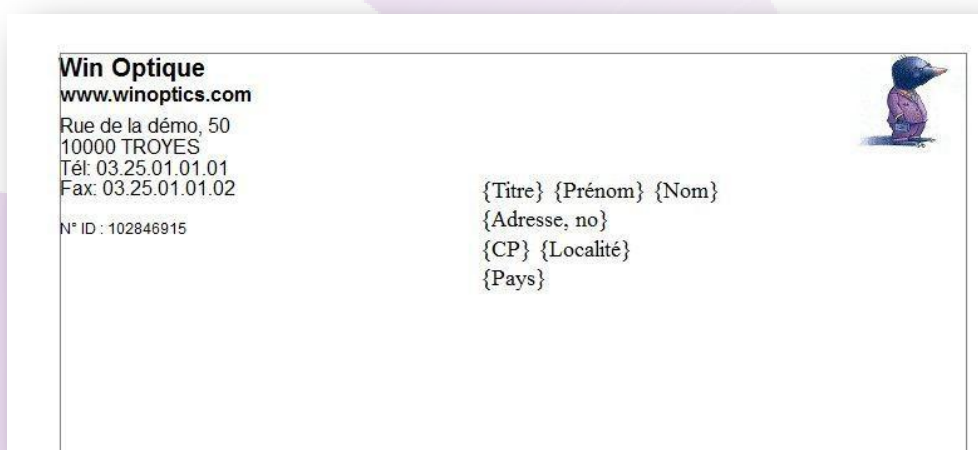 Win Optique
www.winoptics.com
Rue de la démo, 50
10000 TROYES
Tél: 03.25.01.01.01
Fax: 03.25.01.01.02
N° ID : 102846915
{Titre} {Prénom} {Nom}
{Adresse, no}
{CP} {Localité}
{Pays}